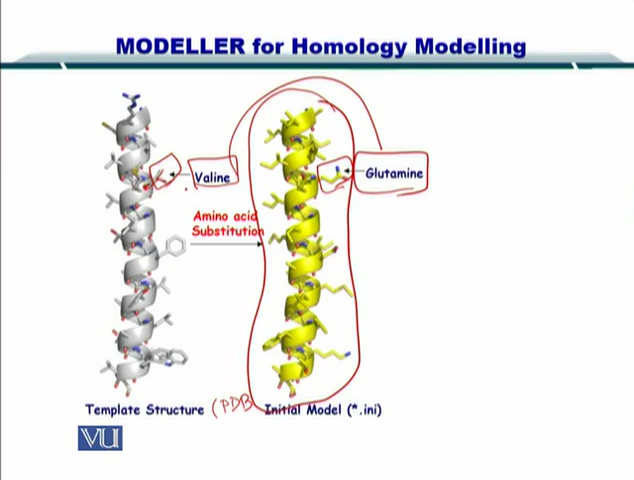 MODELLER for Homology Modelling
Valine
Glutamine
Amino acid
Substitution
Template Structure (PDB
Initial Model (*.ini)
VU